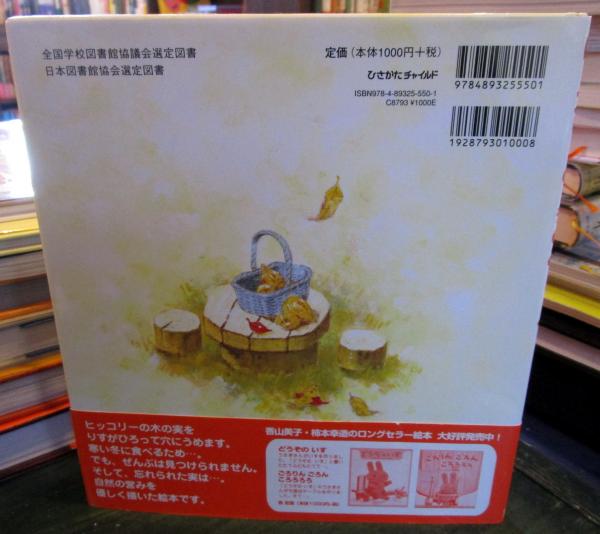 全国学校図書館協議会選定図書
日本図書館協会選定図書
定価(本体1000円+税)
ひさかたチャイルド
ISBN978-4-89325-550-1
C8793 ¥1000E
9784893255501
1928793010008
ヒッコリーの木の実を
りすがひろって穴にうめます。
寒い冬に食べるため…。
でも、ぜんぶは見つけられません。
そして、忘れられた実は…。
自然の営みを
優しく描いた絵本です。
香山美子・柿本幸造のロングセラー絵本 大好評発売中!
どうぞの いす
ごろりん ごろん
ころろろろ